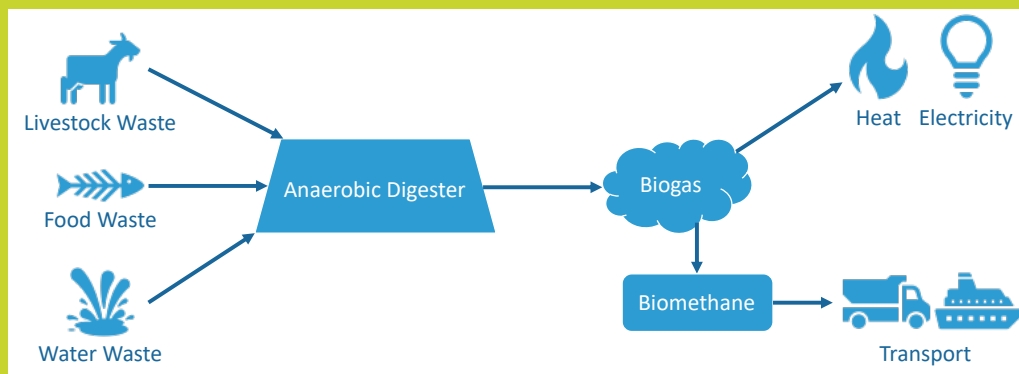 Livestock Waste
Food Waste
Water Waste
Anaerobic Digester
Biogas
Biomethane
Heat
Electricity
Transport